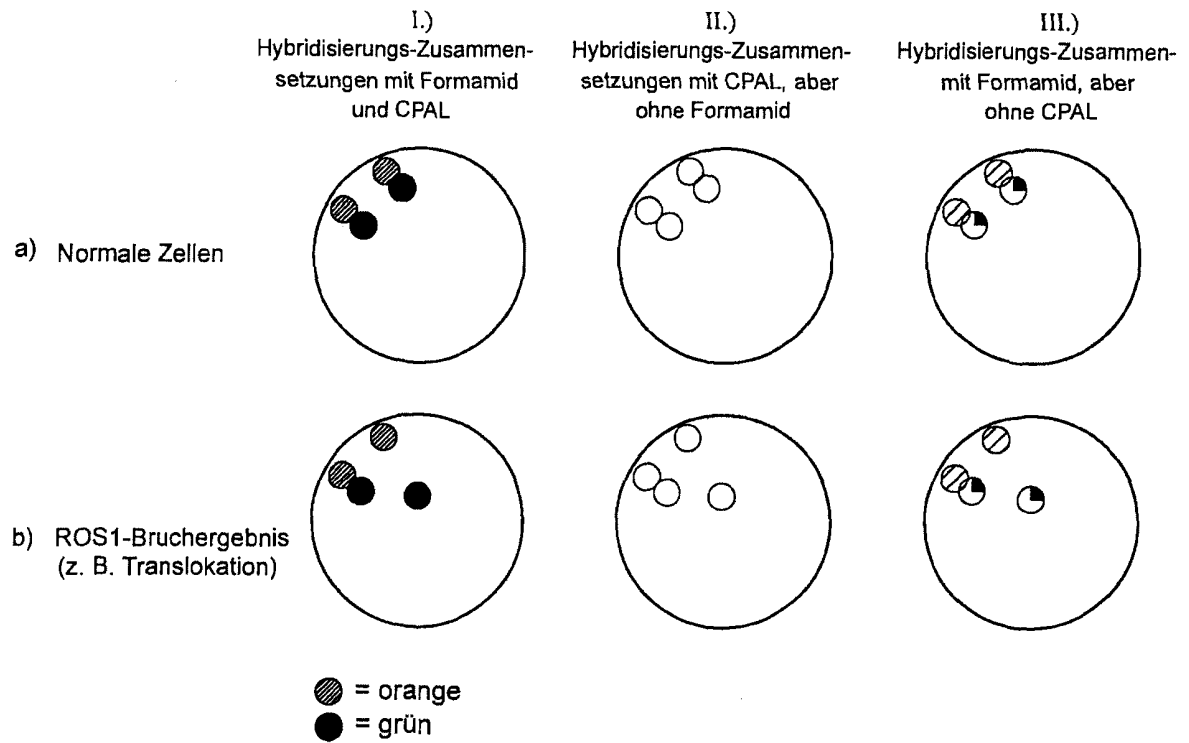 I.)
Hybridisierungs-Zusammen-
setzungen mit Formamid
und CPAL
II.)
Hybridisierungs-Zusammen-
setzungen mit CPAL, aber
ohne Formamid
III.)
Hybridisierungs-Zusammen-
mit Formamid, aber
ohne CPAL
a) Normale Zellen
b) ROS1-Bruchergebnis
(z. B. Translokation)
= orange
= grün